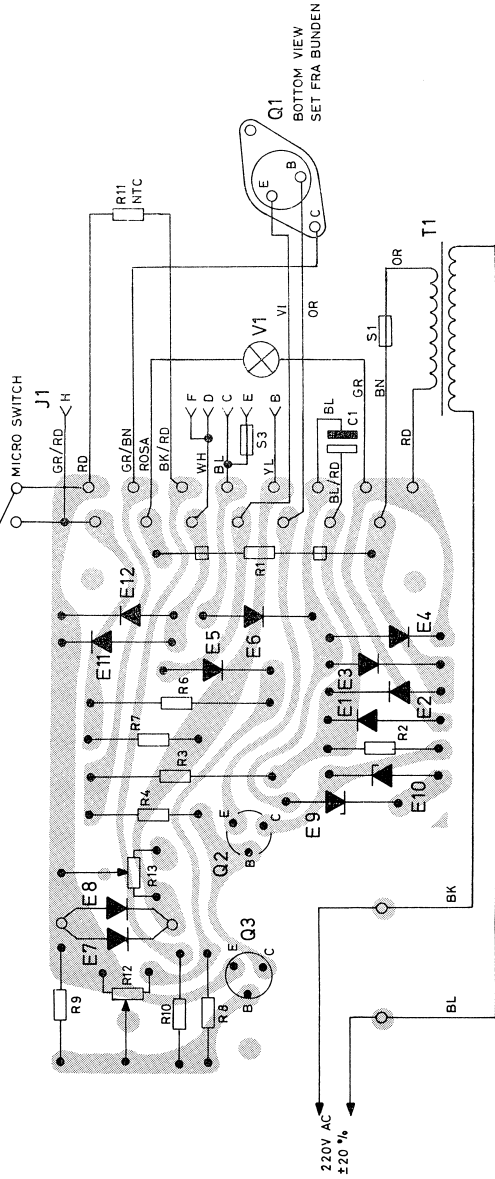 MICRO SWITCH
J1
GR/RD
H
RD
R11
NTC
GR/BN
ROSA
BK/RD
F
D
WH
C
BL
E
S3
YL
B
V1
VI
OR
Q1
BOTTOM VIEW
SET FRA BUNDEN
E
B
C
BL
C1
BL/RD
GR
BN
S1
OR
RD
T1
E12
E11
R1
E5
E6
R6
R7
R3
R4
E4
E3
E1
E2
R2
E10
E9
Q2
E
C
B
E8
E7
R13
R12
R9
R10
R8
Q3
E
C
B
BK
BL
220V AC
±20 %